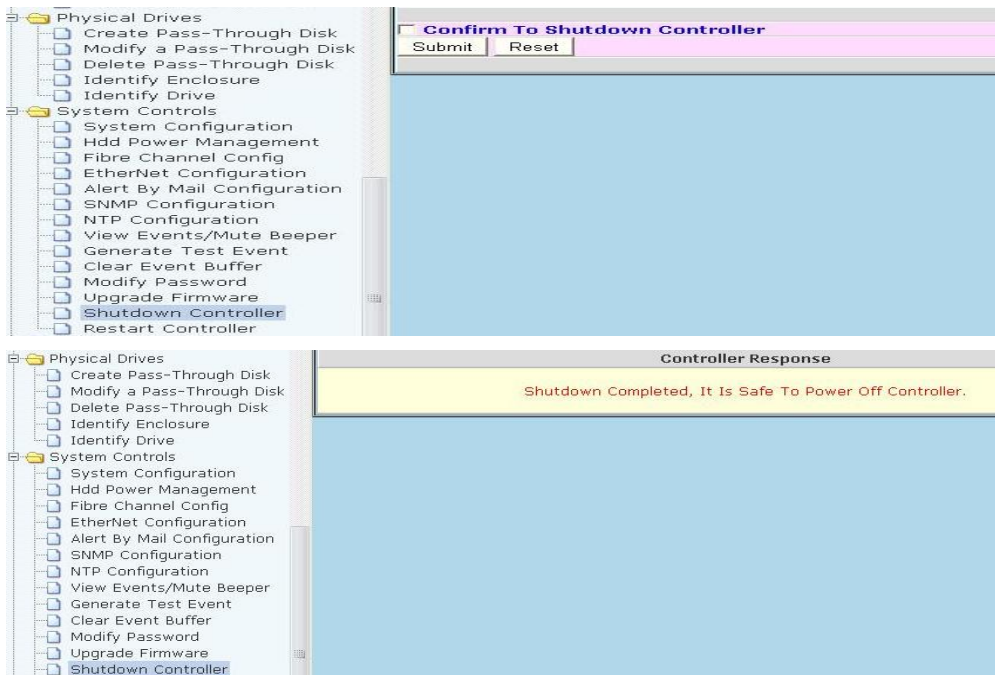 Physical Drives
Create Pass-Through Disk
Modify a Pass-Through Disk
Delete Pass-Through Disk
Identify Enclosure
Identify Drive
System Controls
System Configuration
Hdd Power Management
Fibre Channel Config
EtherNet Configuration
Alert By Mail Configuration
SNMP Configuration
NTP Configuration
View Events/Mute Beeper
Generate Test Event
Clear Event Buffer
Modify Password
Upgrade Firmware
Shutdown Controller
Restart Controller
Confirm To Shutdown Controller
Submit Reset
Physical Drives
Create Pass-Through Disk
Modify a Pass-Through Disk
Delete Pass-Through Disk
Identify Enclosure
Identify Drive
System Controls
System Configuration
Hdd Power Management
Fibre Channel Config
EtherNet Configuration
Alert By Mail Configuration
SNMP Configuration
NTP Configuration
View Events/Mute Beeper
Generate Test Event
Clear Event Buffer
Modify Password
Upgrade Firmware
Shutdown Controller
Controller Response
Shutdown Completed, It Is Safe To Power Off Controller.